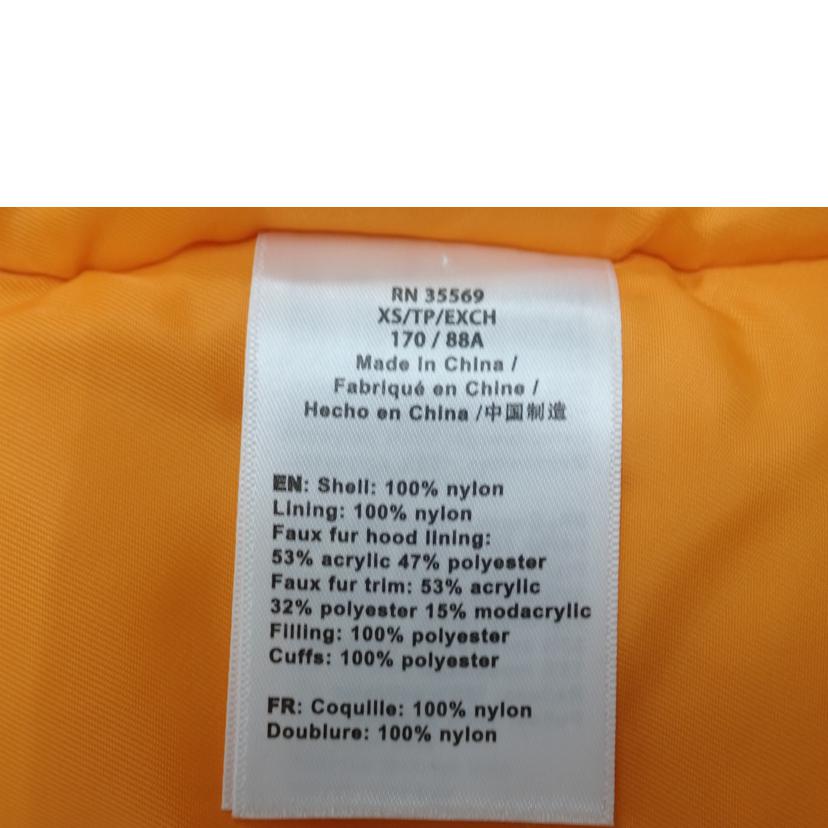 RN 35569
XS/TP/EXCH
170 / 88A
Made in China /
Fabriqué en Chine /
Hecho en China /中国制造
EN: Shell: 100% nylon
Lining: 100% nylon
Faux fur hood lining:
53% acrylic 47% polyester
Faux fur trim: 53% acrylic
32% polyester 15% modacrylic
Filling: 100% polyester
Cuffs: 100% polyester
FR: Coquille: 100% nylon
Doublure: 100% nylon